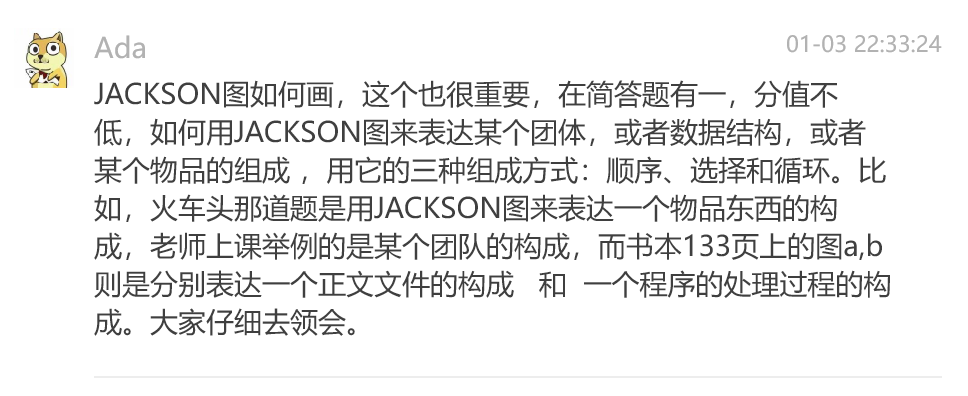 Ada
01-03 22:33:24
JACKSON图如何画，这个也很重要，在简答题有一，分值不
低，如何用JACKSON图来表达某个团体，或者数据结构，或者
某个物品的组成 ，用它的三种组成方式：顺序、选择和循环。比
如，火车头那道题是用JACKSON图来表达一个物品东西的构
成，老师上课举例的是某个团队的构成，而书本133页上的图a,b
则是分别表达一个正文文件的构成 和 一个程序的处理过程的构
成。大家仔细去领会。